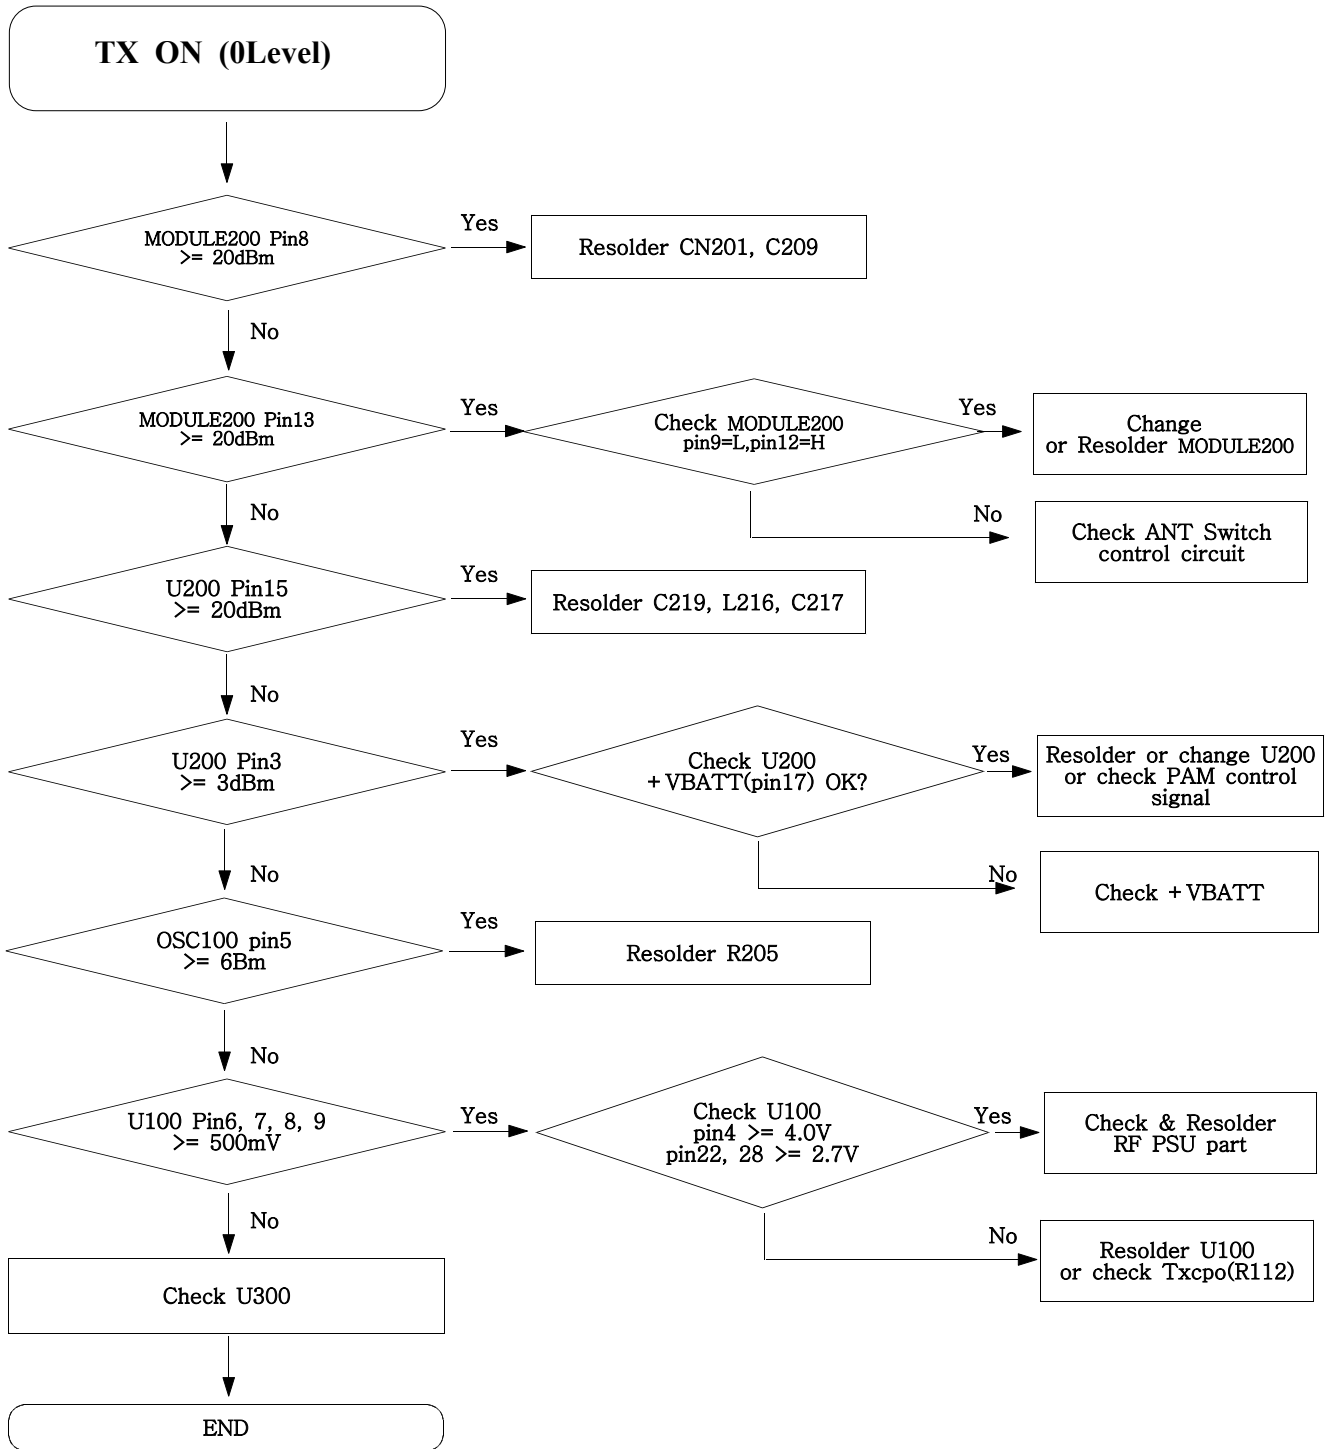 TX ON (0Level)
MODULE200 Pin8
>= 20dBm
Yes
Resolder CN201, C209
No
MODULE200 Pin13
>= 20dBm
Yes
Check MODULE200
pin9=L,pin12=H
Yes
Change
or Resolder MODULE200
No
Check ANT Switch
control circuit
No
U200 Pin15
>= 20dBm
Yes
Resolder C219, L216, C217
No
U200 Pin3
>= 3dBm
Yes
Check U200
+VBATT(pin17) OK?
Yes
Resolder or change U200
or check PAM control
signal
No
Check +VBATT
No
OSC100 pin5
>= 6Bm
Yes
Resolder R205
No
U100 Pin6, 7, 8, 9
>= 500mV
Yes
Check U100
pin4 >= 4.0V
pin22, 28 >= 2.7V
Yes
Check & Resolder
RF PSU part
No
Resolder U100
or check Txcpo(R112)
No
Check U300
END